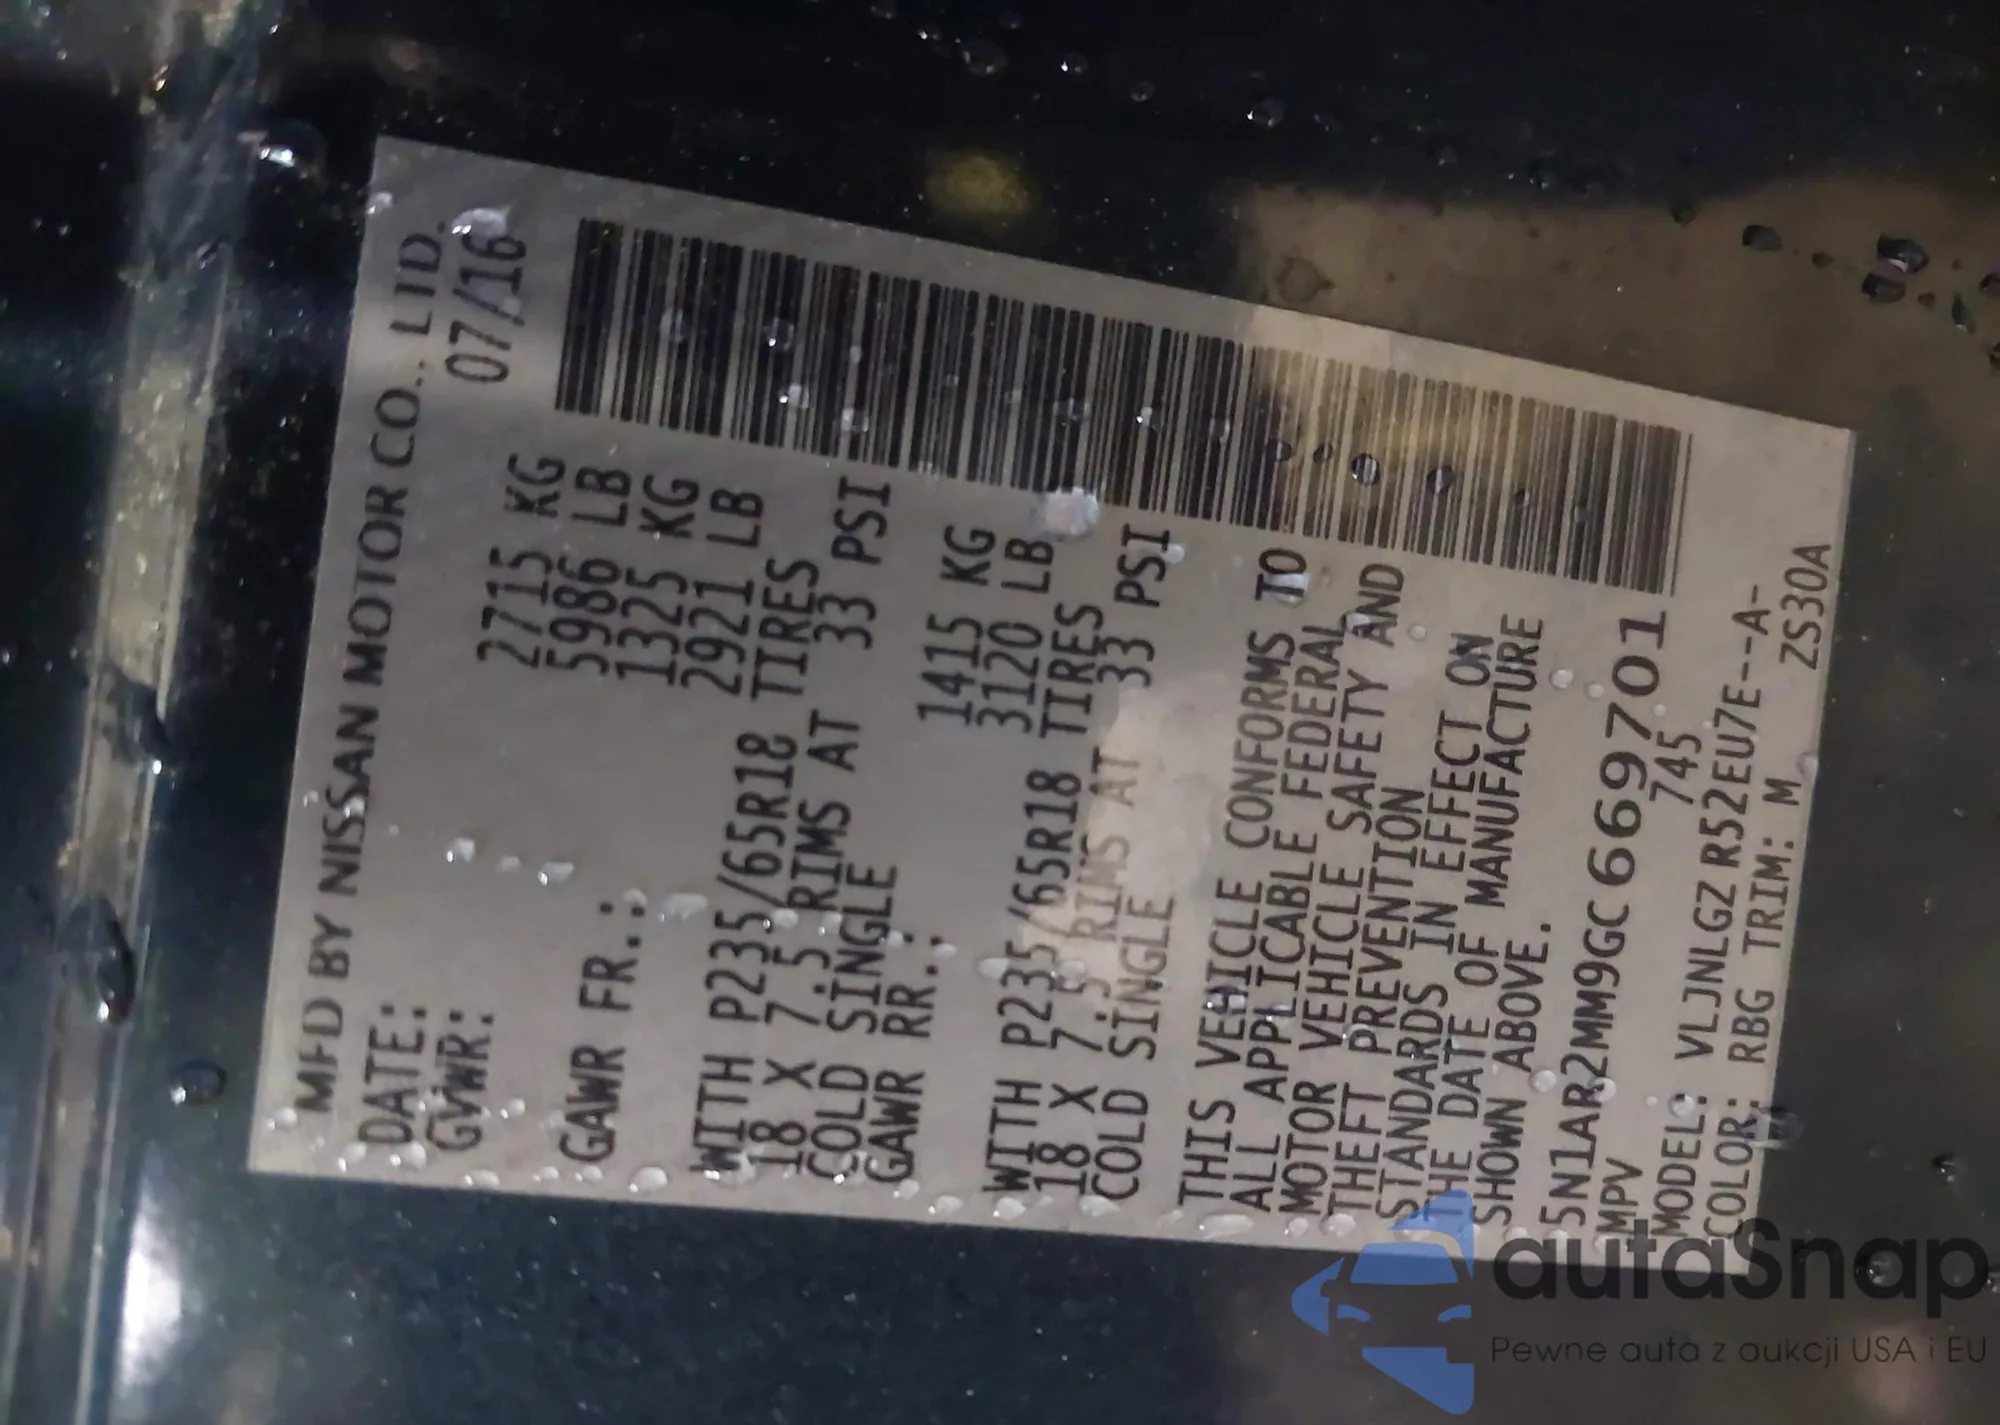 MFD BY NISSAN MOTOR CO., LTD.
DATE: 07/16
GVWR: 2715 KG
5986 LB
GAWR FR.: 1325 KG
2921 LB
WITH P235/65R18 TIRES
18 X 7.5 RIMS AT 33 PSI
COLD SINGLE
GAWR RR.: 1415 KG
3120 LB
WITH P235/65R18 TIRES
18 X 7.5 RIMS AT 33 PSI
COLD SINGLE
THIS VEHICLE CONFORMS TO
ALL APPLICABLE FEDERAL
MOTOR VEHICLE SAFETY AND
THEFT PREVENTION
STANDARDS IN EFFECT ON
THE DATE OF MANUFACTURE
SHOWN ABOVE.
5N1AR2MM9GC669701
MPV 745
MODEL: VLJNLGZ R52EU7E--A-
COLOR: RBG TRIM: M ZS30A
autaSnap
Pewne auta z aukcji USA i EU